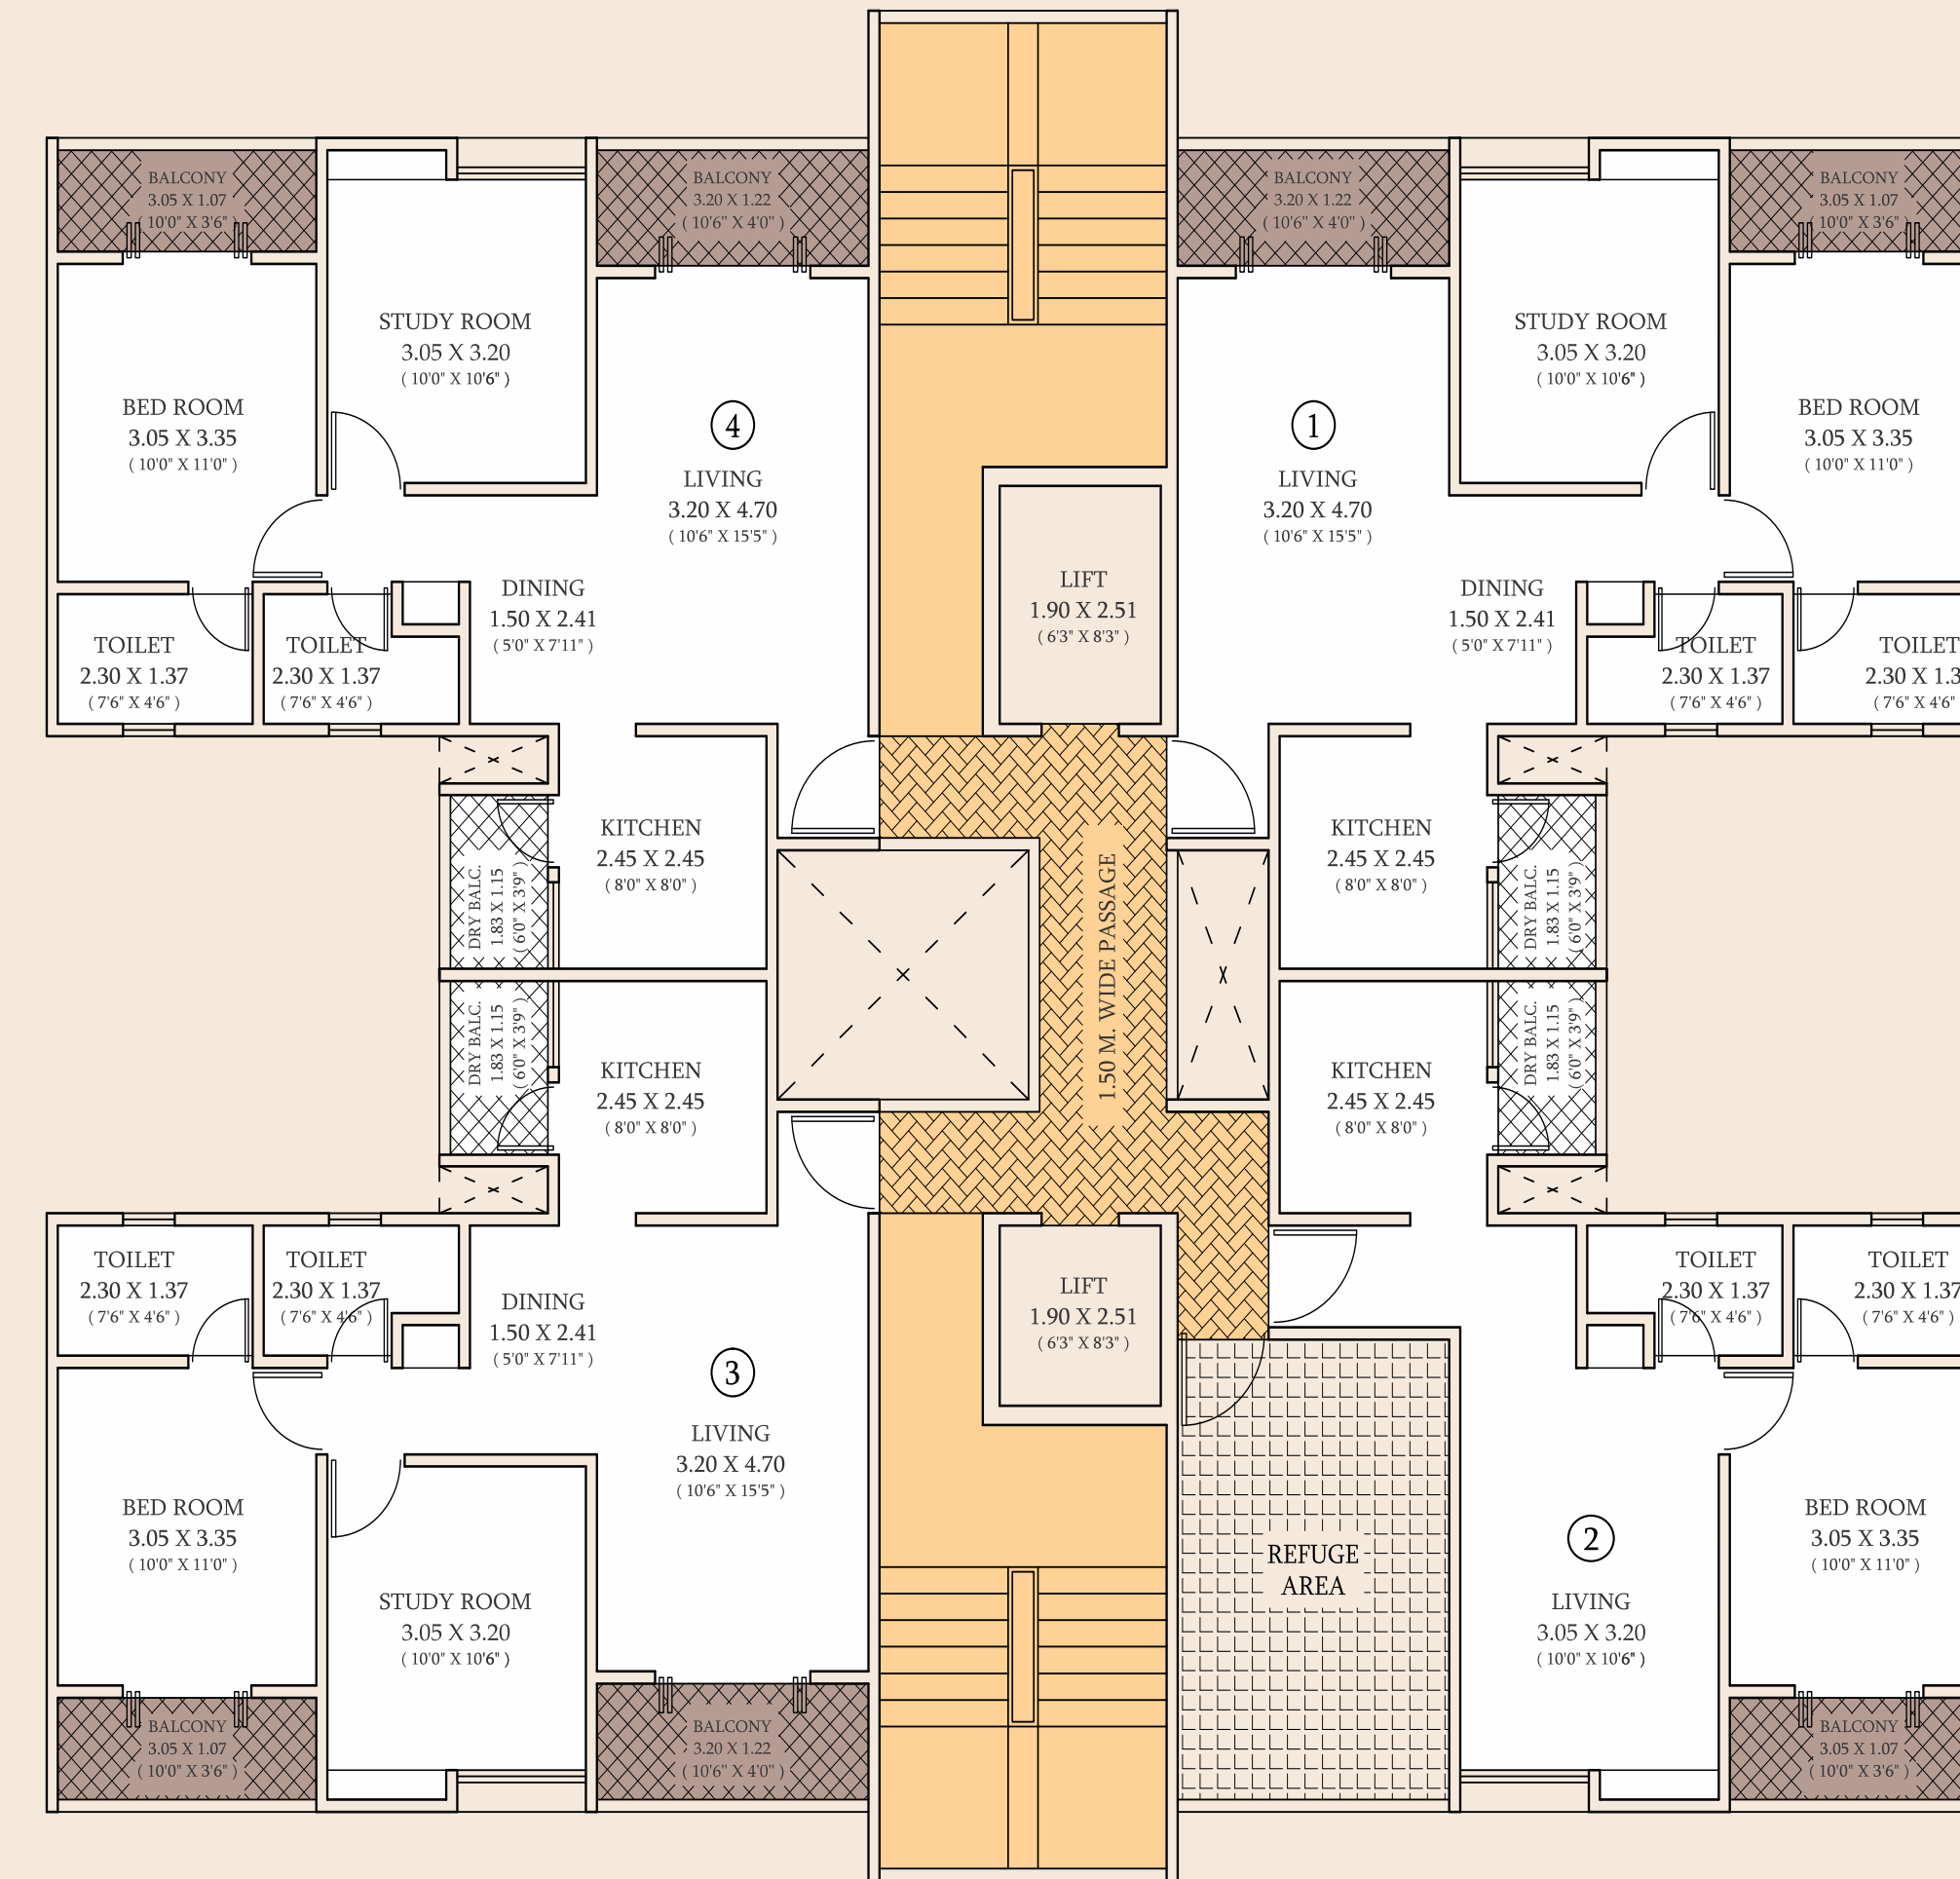 BALCONY
3.05 X 1.07
( 10'0" X 3'6" )
BALCONY
3.20 X 1.22
( 10'6" X 4'0" )
BALCONY
3.20 X 1.22
( 10'6" X 4'0" )
BALCONY
3.05 X 1.07
( 10'0" X 3'6" )
STUDY ROOM
3.05 X 3.20
( 10'0" X 10'6" )
STUDY ROOM
3.05 X 3.20
( 10'0" X 10'6" )
BED ROOM
3.05 X 3.35
( 10'0" X 11'0" )
4
LIVING
3.20 X 4.70
( 10'6" X 15'5" )
1
LIVING
3.20 X 4.70
( 10'6" X 15'5" )
BED ROOM
3.05 X 3.35
( 10'0" X 11'0" )
LIFT
1.90 X 2.51
( 6'3" X 8'3" )
DINING
1.50 X 2.41
( 5'0" X 7'11" )
DINING
1.50 X 2.41
( 5'0" X 7'11" )
TOILET
2.30 X 1.37
( 7'6" X 4'6" )
TOILET
2.30 X 1.37
( 7'6" X 4'6" )
TOILET
2.30 X 1.37
( 7'6" X 4'6" )
TOILET
2.30 X 1.3
( 7'6" X 4'6"
DRY BALC.
1.83 X 1.15
( 6'0" X 3'9" )
KITCHEN
2.45 X 2.45
( 8'0" X 8'0" )
1.50 M. WIDE PASSAGE
KITCHEN
2.45 X 2.45
( 8'0" X 8'0" )
DRY BALC.
1.83 X 1.15
( 6'0" X 3'9" )
DRY BALC.
1.83 X 1.15
( 6'0" X 3'9" )
KITCHEN
2.45 X 2.45
( 8'0" X 8'0" )
KITCHEN
2.45 X 2.45
( 8'0" X 8'0" )
DRY BALC.
1.83 X 1.15
( 6'0" X 3'9" )
TOILET
2.30 X 1.37
( 7'6" X 4'6" )
TOILET
2.30 X 1.37
( 7'6" X 4'6" )
DINING
1.50 X 2.41
( 5'0" X 7'11" )
LIFT
1.90 X 2.51
( 6'3" X 8'3" )
TOILET
2.30 X 1.37
( 7'6" X 4'6" )
TOILET
2.30 X 1.37
( 7'6" X 4'6" )
3
LIVING
3.20 X 4.70
( 10'6" X 15'5" )
BED ROOM
3.05 X 3.35
( 10'0" X 11'0" )
STUDY ROOM
3.05 X 3.20
( 10'0" X 10'6" )
REFUGE
AREA
2
LIVING
3.05 X 3.20
( 10'0" X 10'6" )
BED ROOM
3.05 X 3.35
( 10'0" X 11'0" )
BALCONY
3.05 X 1.07
( 10'0" X 3'6" )
BALCONY
3.20 X 1.22
( 10'6" X 4'0" )
BALCONY
3.05 X 1.07
( 10'0" X 3'6" )